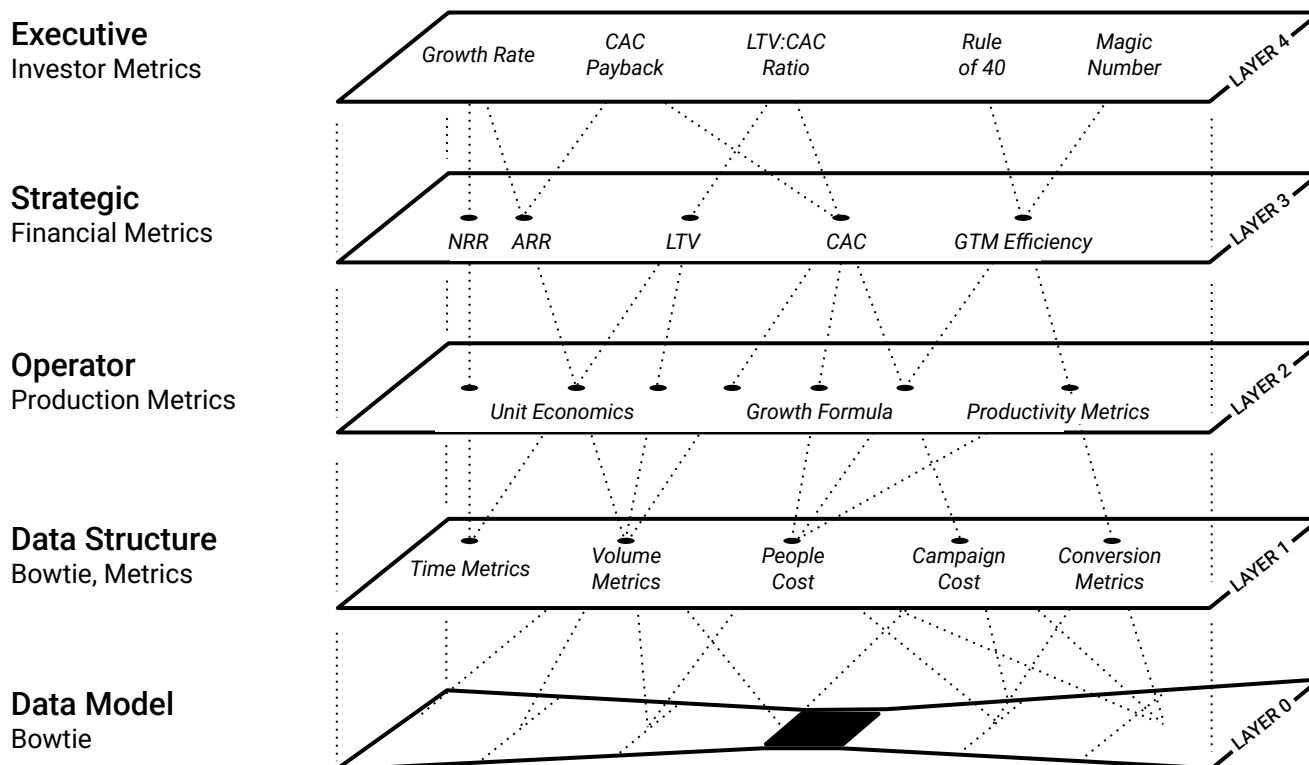 Executive
Investor Metrics
Growth Rate
CAC
Payback
LTV:CAC
Ratio
Rule
of 40
Magic
Number
LAYER 4
Strategic
Financial Metrics
NRR
ARR
LTV
CAC
GTM Efficiency
LAYER 3
Operator
Production Metrics
Unit Economics
Growth Formula
Productivity Metrics
LAYER 2
Data Structure
Bowtie, Metrics
Time Metrics
Volume
Metrics
People
Cost
Campaign
Cost
Conversion
Metrics
LAYER 1
Data Model
Bowtie
LAYER 0